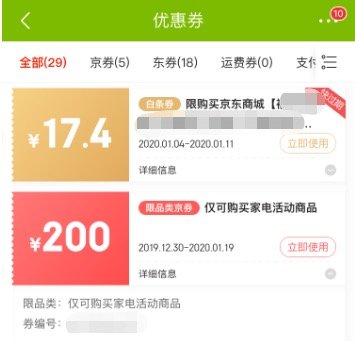 优惠券
10
全部(29) 京券(5) 东券(18) 运费券(0) 支付
快过期
白条券 限购买京东商城【
¥17.4
2020.01.04-2020.01.11 立即使用
详细信息
限品类京券 仅可购买家电活动商品
¥200
2019.12.30-2020.01.19 立即使用
详细信息
限品类：仅可购买家电活动商品
券编号：